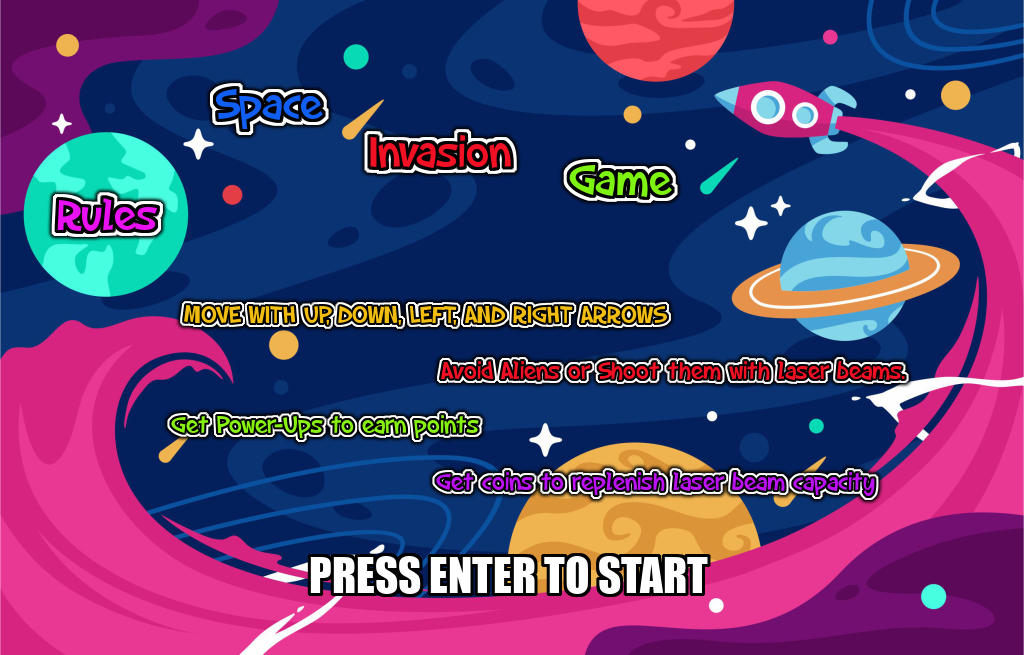 Space
Invasion
Game
Rules
MOVE WITH UP, DOWN, LEFT, AND RIGHT ARROWS
Avoid Aliens or Shoot them with laser beams.
Get Power-Ups to earn points
Get coins to replenish laser beam capacity
PRESS ENTER TO START